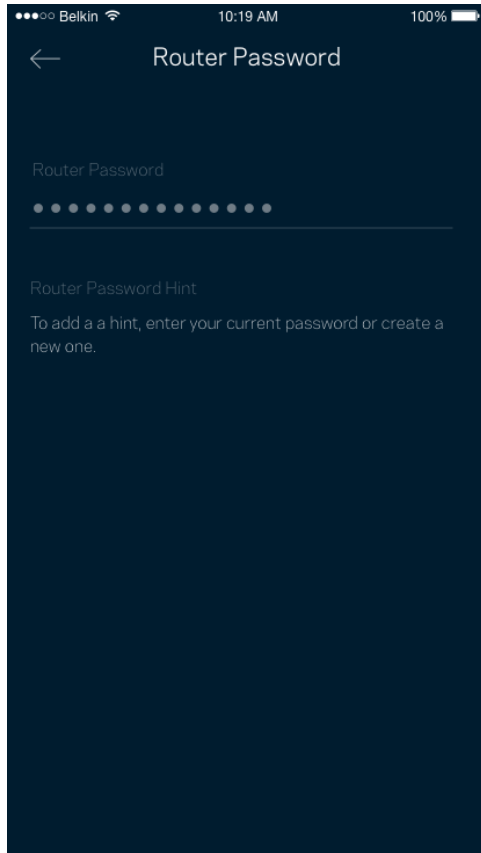 ●●●○○ Belkin 10:19 AM 100%
Router Password
Router Password
●●●●●●●●●●●●●●
Router Password Hint
To add a a hint, enter your current password or create a
new one.